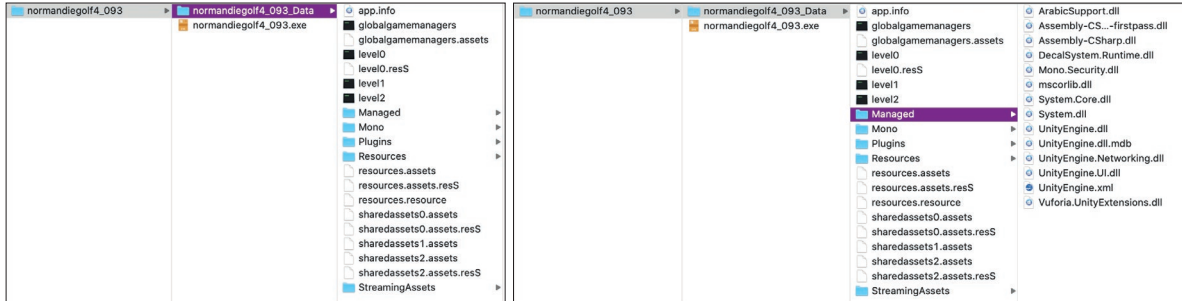 normandiegolf4_093
normandiegolf4_093_Data
normandiegolf4_093.exe
app.info
globalgamemanagers
globalgamemanagers.assets
level0
level0.resS
level1
level2
Managed
Mono
Plugins
Resources
resources.assets
resources.assets.resS
resources.resource
sharedassets0.assets
sharedassets0.assets.resS
sharedassets1.assets
sharedassets2.assets
sharedassets2.assets.resS
StreamingAssets
normandiegolf4_093
normandiegolf4_093_Data
normandiegolf4_093.exe
app.info
globalgamemanagers
globalgamemanagers.assets
level0
level0.resS
level1
level2
Managed
Mono
Plugins
Resources
resources.assets
resources.assets.resS
resources.resource
sharedassets0.assets
sharedassets0.assets.resS
sharedassets1.assets
sharedassets2.assets
sharedassets2.assets.resS
StreamingAssets
ArabicSupport.dll
Assembly-CS...-firstpass.dll
Assembly-CSharp.dll
DecalSystem.Runtime.dll
Mono.Security.dll
mscorlib.dll
System.Core.dll
System.dll
UnityEngine.dll
UnityEngine.dll.mdb
UnityEngine.Networking.dll
UnityEngine.UI.dll
UnityEngine.xml
Vuforia.UnityExtensions.dll